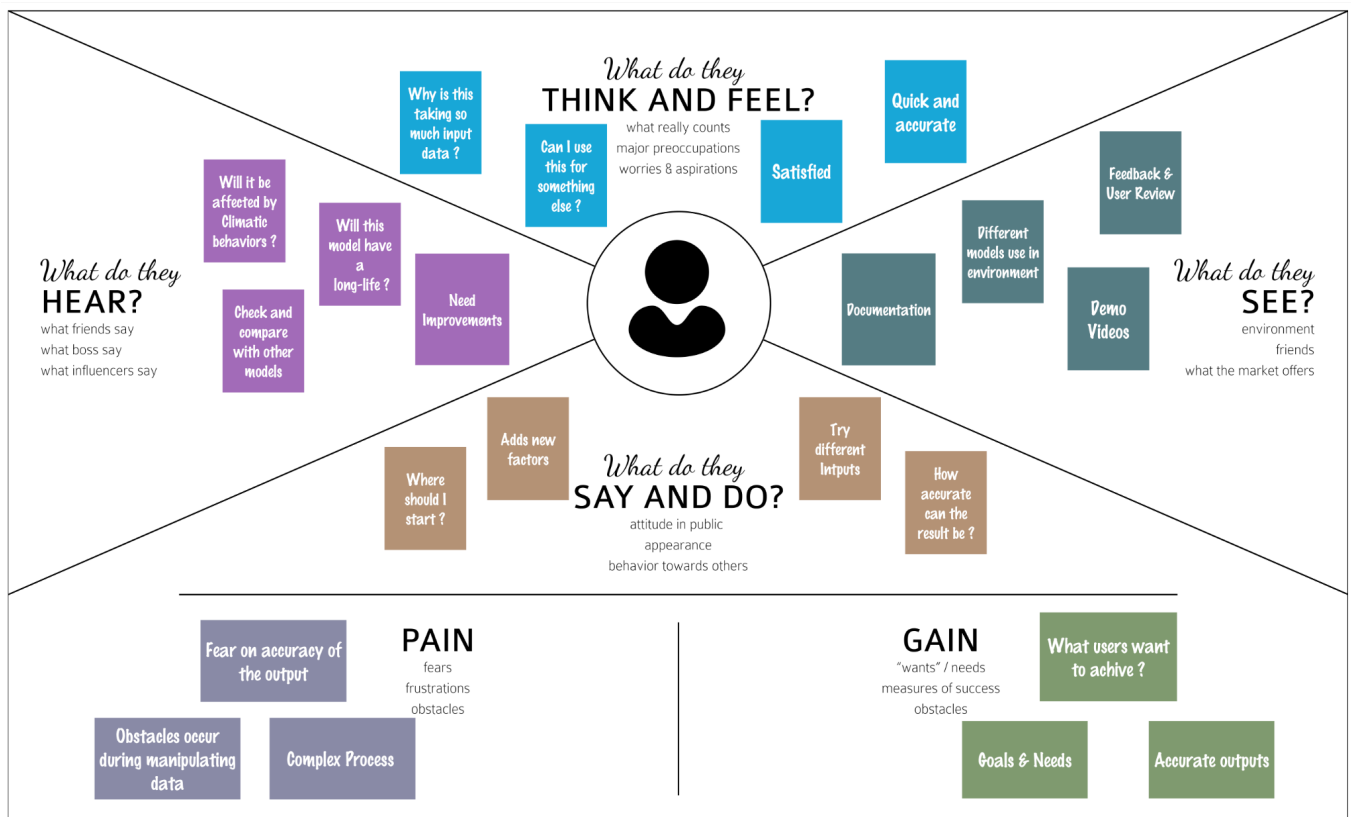 What do they
THINK AND FEEL?
what really counts
major preoccupations
worries & aspirations
Why is this
taking so
much input
data ?
Can I use
this for
something
else ?
Satisfied
Quick and
accurate
What do they
HEAR?
what friends say
what boss say
what influencers say
Will it be
affected by
Climatic
behaviors ?
Will this
model have
a
long-life ?
Check and
compare
with other
models
Need
Improvements
What do they
SEE?
environment
friends
what the market offers
Documentation
Different
models use in
environment
Feedback &
User Review
Demo
Videos
What do they
SAY AND DO?
attitude in public
appearance
behavior towards others
Where
should I
start ?
Adds new
factors
Try
different
Intputs
How
accurate
can the
result be ?
PAIN
fears
frustrations
obstacles
Fear on accuracy of
the output
Obstacles occur
during manipulating
data
Complex Process
GAIN
"wants" / needs
measures of success
obstacles
What users want
to achive ?
Goals & Needs
Accurate outputs